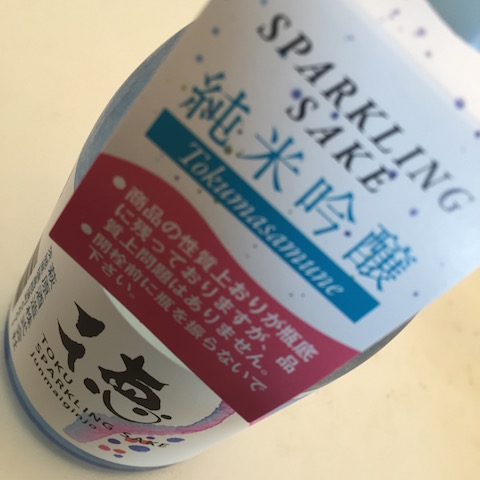 SPARKLING
SAKE
純米吟醸
Tokumasamune
●商品の性質上おりが瓶底
に残っておりますが、品
質上問題はありません。
●開栓前に瓶を振らないで
下さい。
TOKU
SPARKLING SAKE
Junmaiginjo